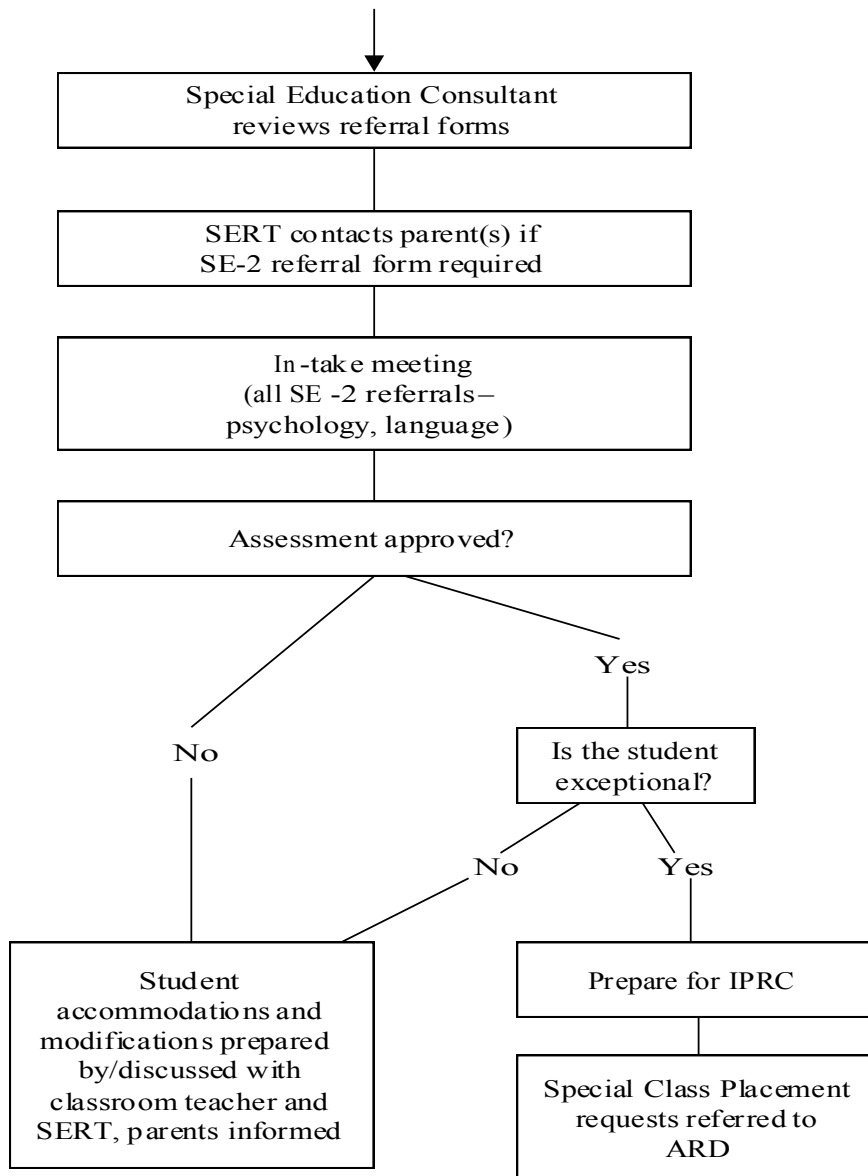 Special Education Consultant
reviews referral forms
SERT contacts parent(s) if
SE-2 referral form required
In-take meeting
(all SE -2 referrals–
psychology, language)
Assessment approved?
Yes
No
Is the student
exceptional?
No
Yes
Student
accommodations and
modifications prepared
by/discussed with
classroom teacher and
SERT, parents informed
Prepare for IPRC
Special Class Placement
requests referred to
ARD